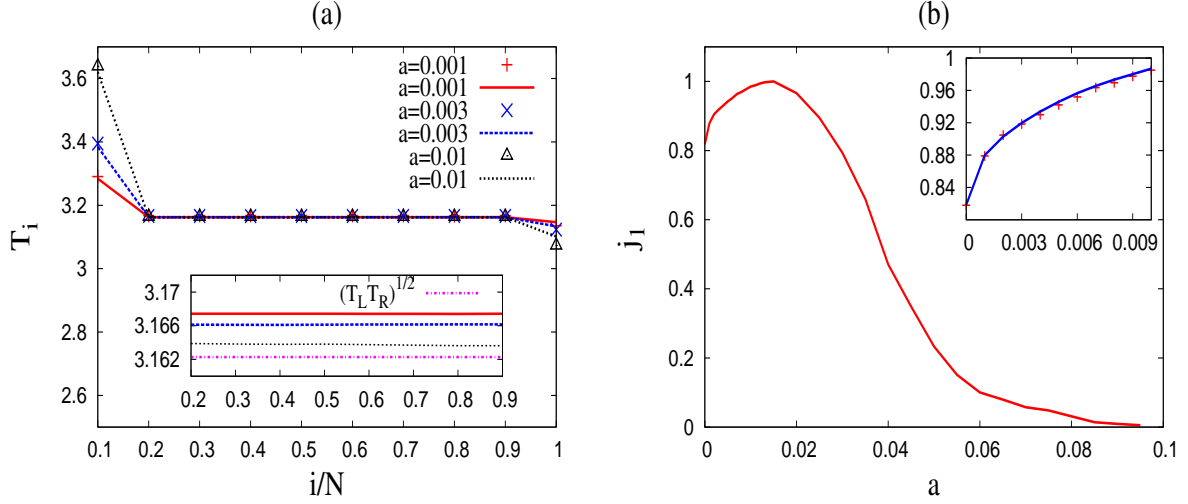 (a)
3.6
3.4
3.2
3
2.8
2.6
T_i
a=0.001
a=0.001
a=0.003
a=0.003
a=0.01
a=0.01
(T_L T_R)^{1/2}
3.17
3.166
3.162
0.2 0.3 0.4 0.5 0.6 0.7 0.8 0.9
0.1 0.2 0.3 0.4 0.5 0.6 0.7 0.8 0.9 1
i/N
(b)
1
0.8
0.6
0.4
0.2
0
j_1
1
0.96
0.92
0.88
0.84
0 0.003 0.006 0.009
0 0.02 0.04 0.06 0.08 0.1
a